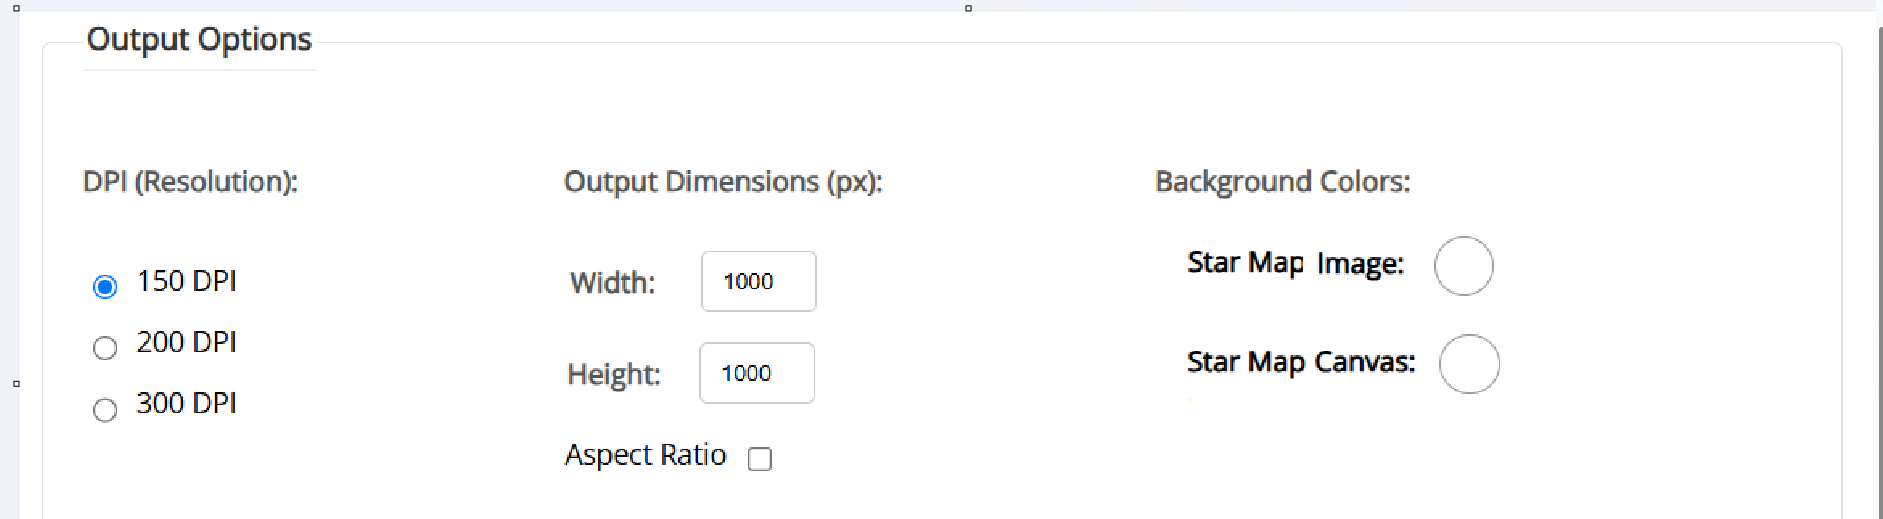 Output Options
DPI (Resolution):
150 DPI
200 DPI
300 DPI
Output Dimensions (px):
Width: 1000
Height: 1000
Aspect Ratio
Background Colors:
Star Map Image:
Star Map Canvas: